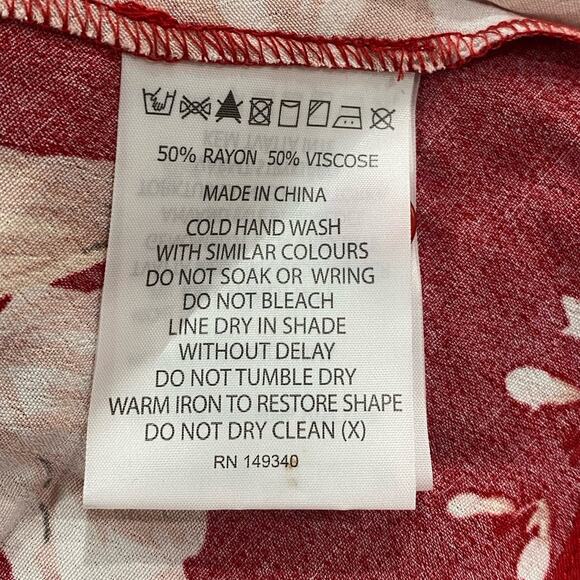 50% RAYON 50% VISCOSE
MADE IN CHINA
COLD HAND WASH
WITH SIMILAR COLOURS
DO NOT SOAK OR WRING
DO NOT BLEACH
LINE DRY IN SHADE
WITHOUT DELAY
DO NOT TUMBLE DRY
WARM IRON TO RESTORE SHAPE
DO NOT DRY CLEAN (X)
RN 149340